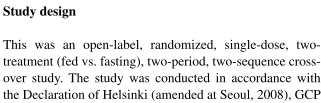 Study design
This was an open-label, randomized, single-dose, two-
treatment (fed vs. fasting), two-period, two-sequence cross-
over study. The study was conducted in accordance with
the Declaration of Helsinki (amended at Seoul, 2008), GCP